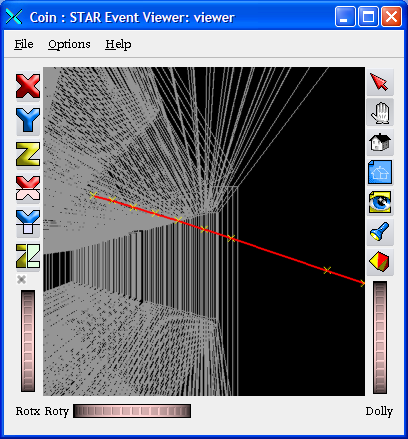 Coin : STAR Event Viewer: viewer
File Options Help
X
Y
Z
X
Y
Z
Rotx Roty Dolly